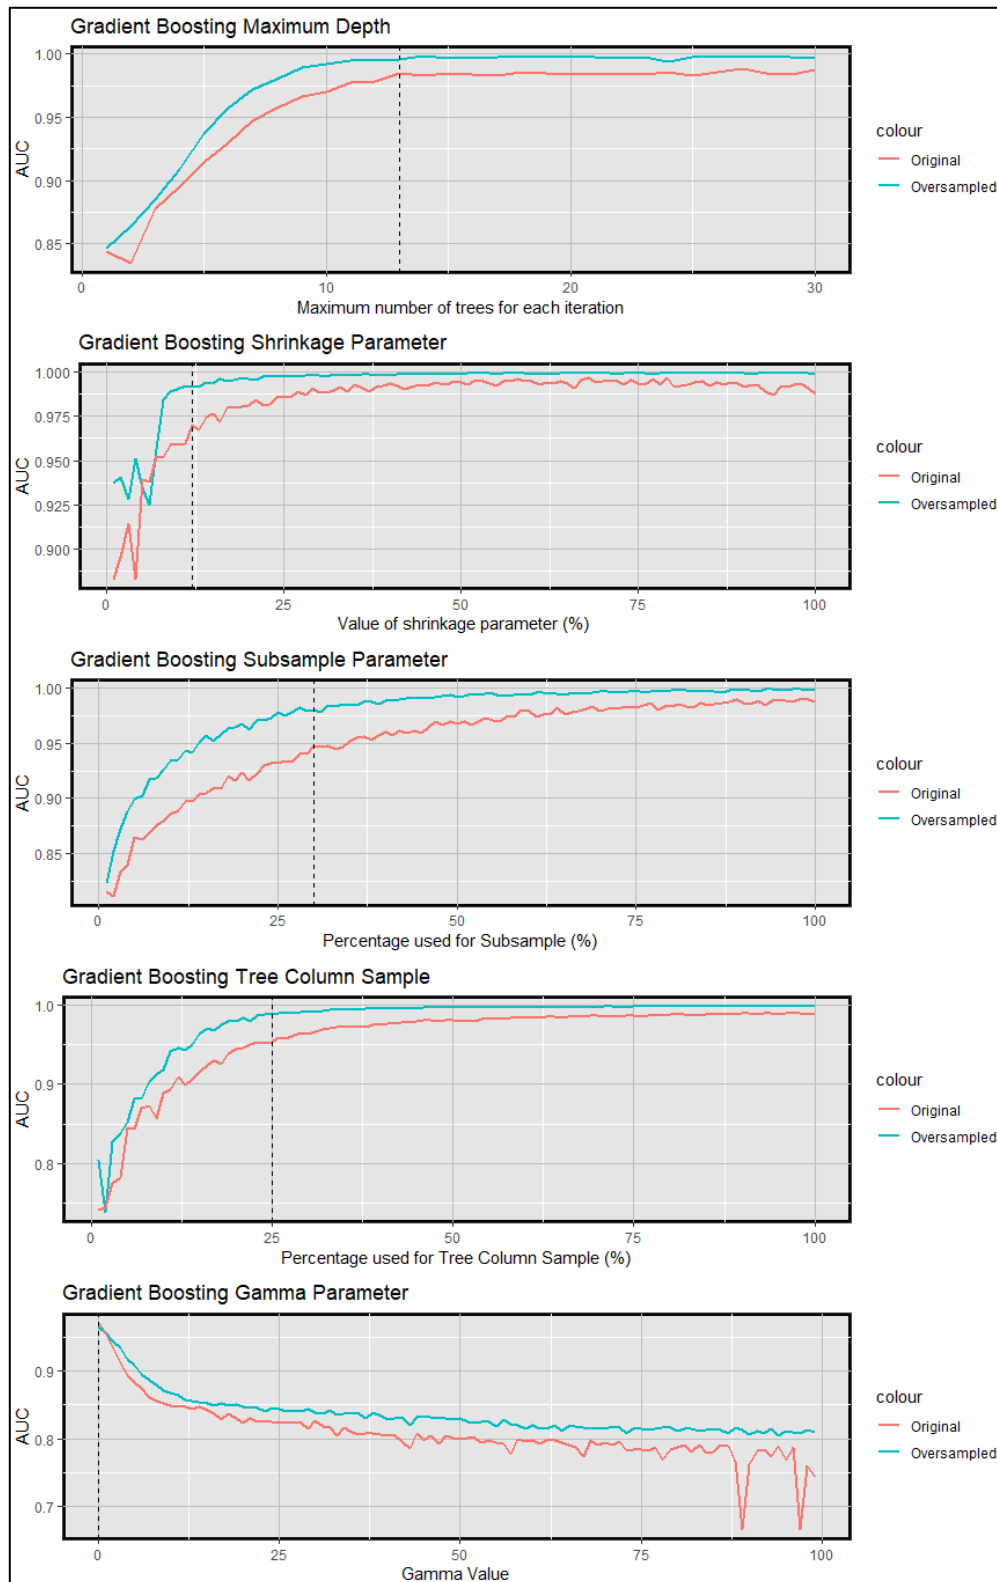 Gradient Boosting Maximum Depth
1.00
0.95
0.90
0.85
AUC
0
10
20
30
Maximum number of trees for each iteration
colour
Original
Oversampled
Gradient Boosting Shrinkage Parameter
1.000
0.975
0.950
0.925
0.900
AUC
0
25
50
75
100
Value of shrinkage parameter (%)
colour
Original
Oversampled
Gradient Boosting Subsample Parameter
1.00
0.95
0.90
0.85
AUC
0
25
50
75
100
Percentage used for Subsample (%)
colour
Original
Oversampled
Gradient Boosting Tree Column Sample
1.0
0.9
0.8
AUC
0
25
50
75
100
Percentage used for Tree Column Sample (%)
colour
Original
Oversampled
Gradient Boosting Gamma Parameter
0.9
0.8
0.7
AUC
0
25
50
75
100
Gamma Value
colour
Original
Oversampled